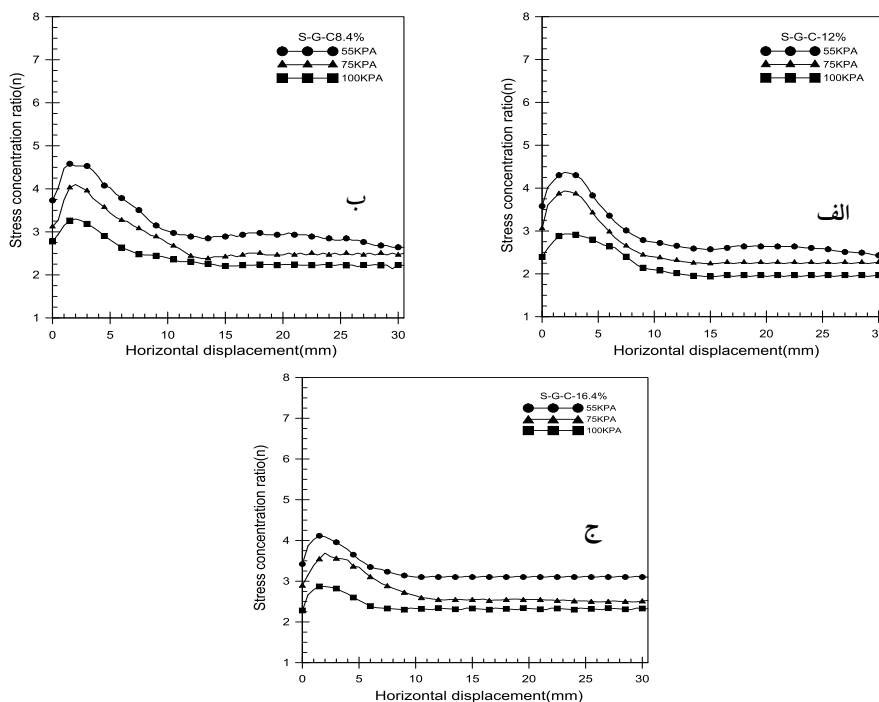 S-G-C8.4%
55KPA
75KPA
100KPA
8
7
6
5
4
3
2
1
Stress concentration ratio(n)
0
5
10
15
20
25
30
Horizontal displacement(mm)
ب
S-G-C-12%
55KPA
75KPA
100KPA
8
7
6
5
4
3
2
1
Stress concentration ratio(n)
0
5
10
15
20
25
30
Horizontal displacement(mm)
الف
S-G-C-16.4%
55KPA
75KPA
100KPA
8
7
6
5
4
3
2
1
Stress concentration ratio(n)
0
5
10
15
20
25
30
Horizontal displacement(mm)
ج